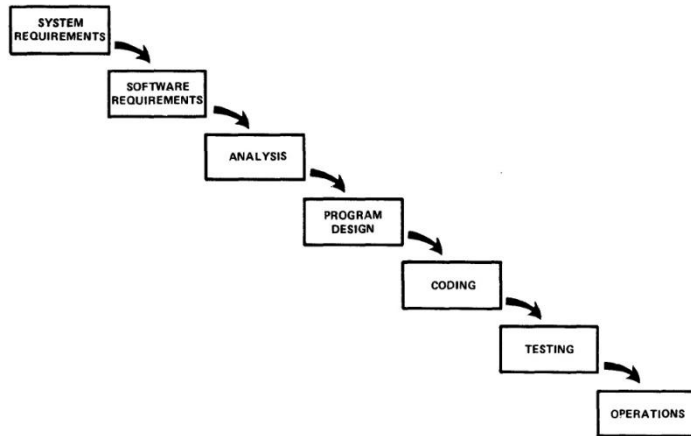 SYSTEM
REQUIREMENTS
SOFTWARE
REQUIREMENTS
ANALYSIS
PROGRAM
DESIGN
CODING
TESTING
OPERATIONS